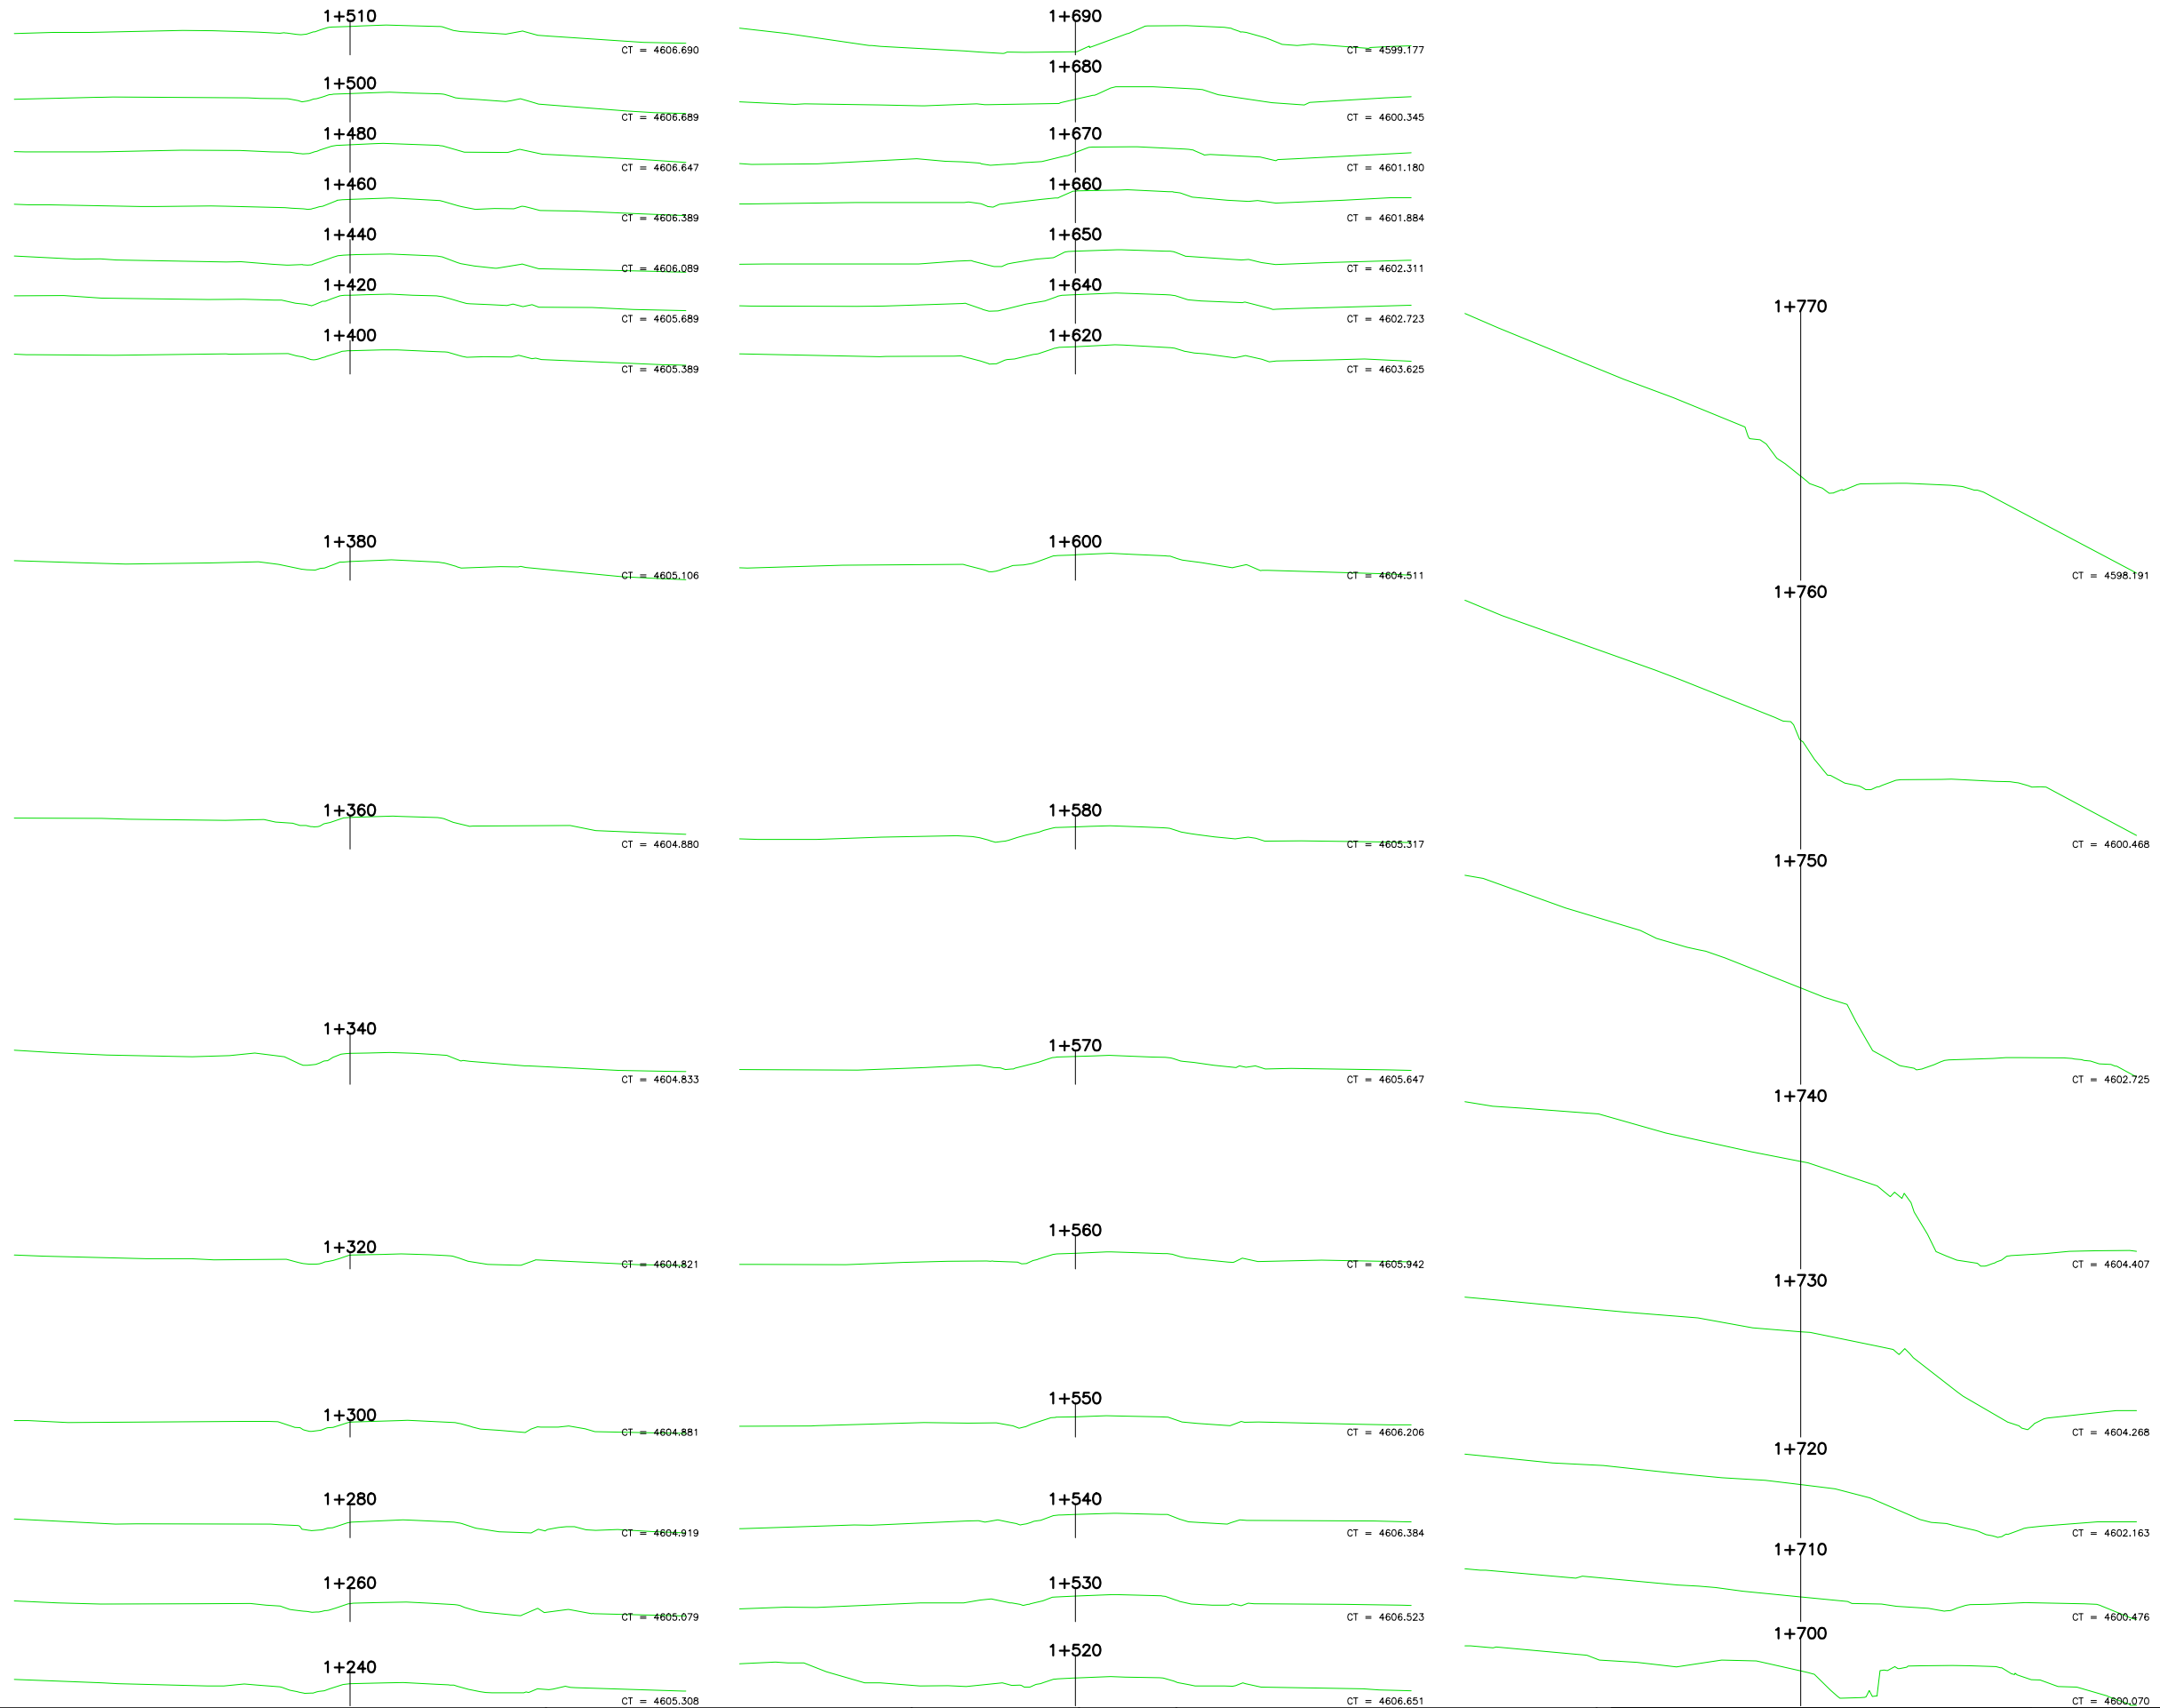 1+510
CT = 4606.690
1+500
CT = 4606.689
1+480
CT = 4606.647
1+460
CT = 4606.389
1+440
CT = 4606.089
1+420
CT = 4605.689
1+400
CT = 4605.389
1+380
CT = 4605.106
1+360
CT = 4604.880
1+340
CT = 4604.833
1+320
CT = 4604.821
1+300
CT = 4604.881
1+280
CT = 4604.919
1+260
CT = 4605.079
1+240
CT = 4605.308
1+690
CT = 4599.177
1+680
CT = 4600.345
1+670
CT = 4601.180
1+660
CT = 4601.884
1+650
CT = 4602.311
1+640
CT = 4602.723
1+620
CT = 4603.625
1+600
CT = 4604.511
1+580
CT = 4605.317
1+570
CT = 4605.647
1+560
CT = 4605.942
1+550
CT = 4606.206
1+540
CT = 4606.384
1+530
CT = 4606.523
1+520
CT = 4606.651
1+770
CT = 4598.191
1+760
CT = 4600.468
1+750
CT = 4602.725
1+740
CT = 4604.407
1+730
CT = 4604.268
1+720
CT = 4602.163
1+710
CT = 4600.476
1+700
CT = 4600.070